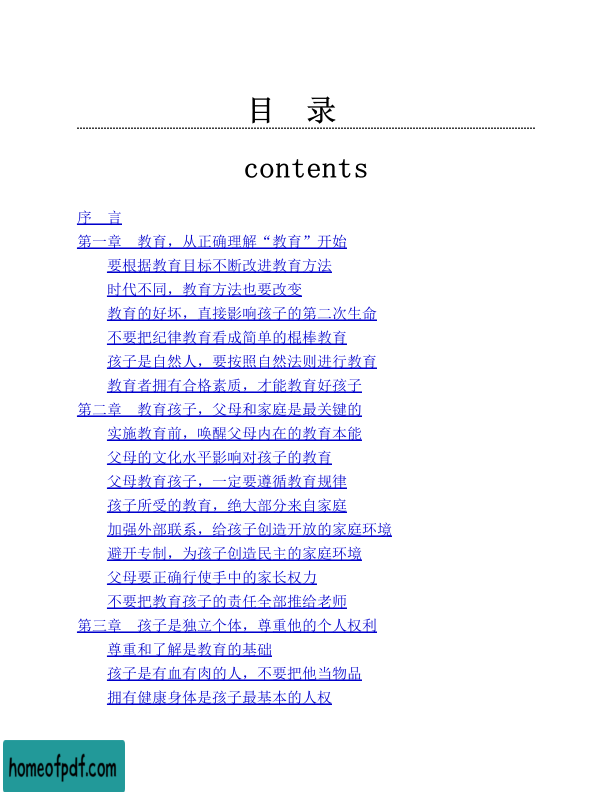 目　录
contents
序　言
第一章　教育，从正确理解“教育”开始
要根据教育目标不断改进教育方法
时代不同，教育方法也要改变
教育的好坏，直接影响孩子的第二次生命
不要把纪律教育看成简单的棍棒教育
孩子是自然人，要按照自然法则进行教育
教育者拥有合格素质，才能教育好孩子
第二章　教育孩子，父母和家庭是最关键的
实施教育前，唤醒父母内在的教育本能
父母的文化水平影响对孩子的教育
父母教育孩子，一定要遵循教育规律
孩子所受的教育，绝大部分来自家庭
加强外部联系，给孩子创造开放的家庭环境
避开专制，为孩子创造民主的家庭环境
父母要正确行使手中的家长权力
不要把教育孩子的责任全部推给老师
第三章　孩子是独立个体，尊重他的个人权利
尊重和了解是教育的基础
孩子是有血有肉的人，不要把他当物品
拥有健康身体是孩子最基本的人权
homeofpdf.com